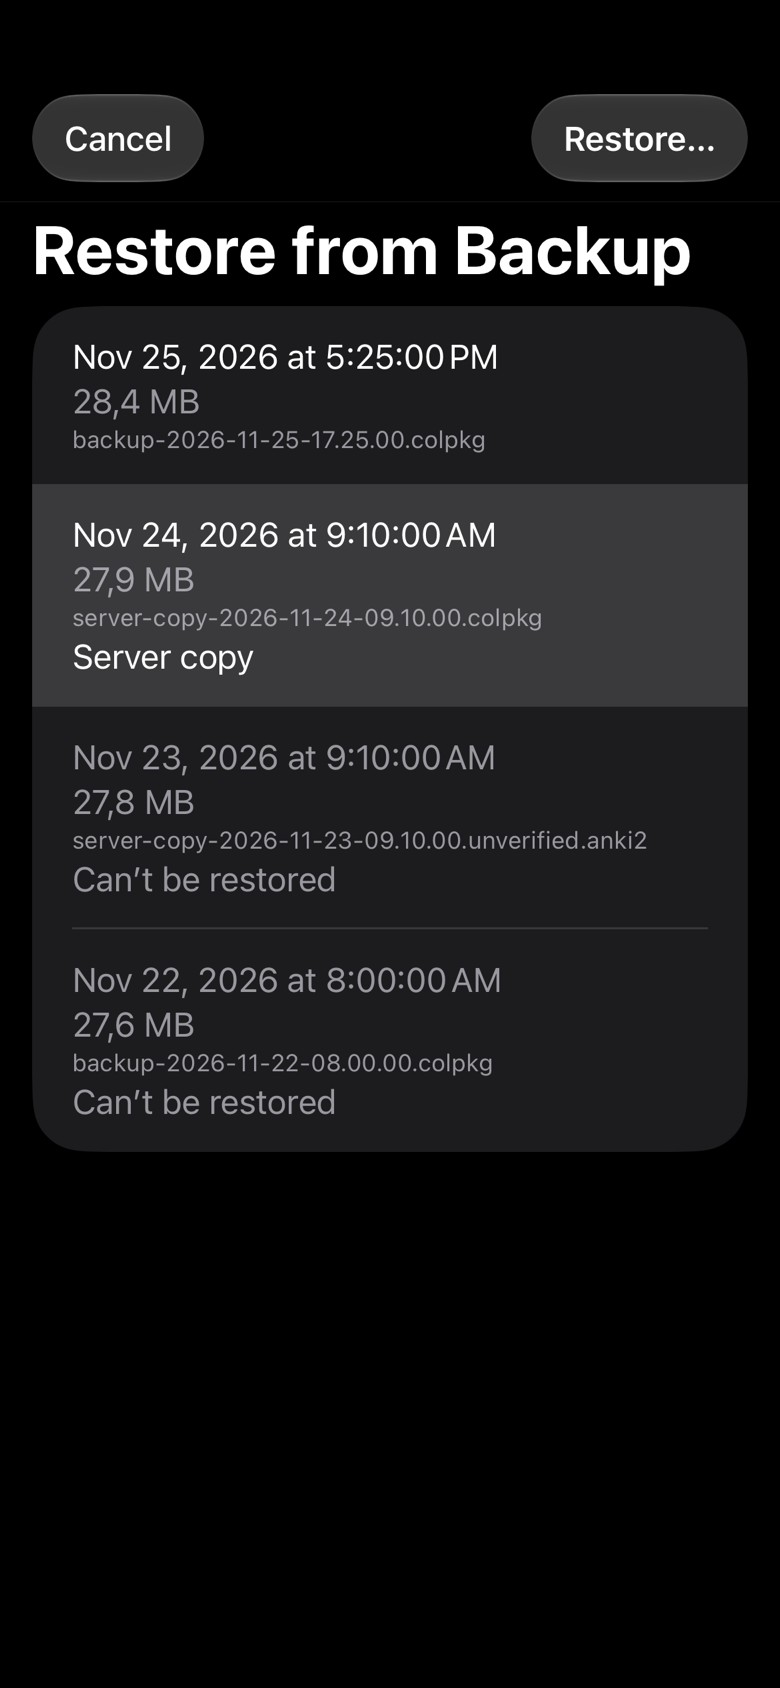 Cancel
Restore...
Restore from Backup
Nov 25, 2026 at 5:25:00 PM
28,4 MB
backup-2026-11-25-17.25.00.colpkg
Nov 24, 2026 at 9:10:00 AM
27,9 MB
server-copy-2026-11-24-09.10.00.colpkg
Server copy
Nov 23, 2026 at 9:10:00 AM
27,8 MB
server-copy-2026-11-23-09.10.00.unverified.anki2
Can’t be restored
Nov 22, 2026 at 8:00:00 AM
27,6 MB
backup-2026-11-22-08.00.00.colpkg
Can’t be restored